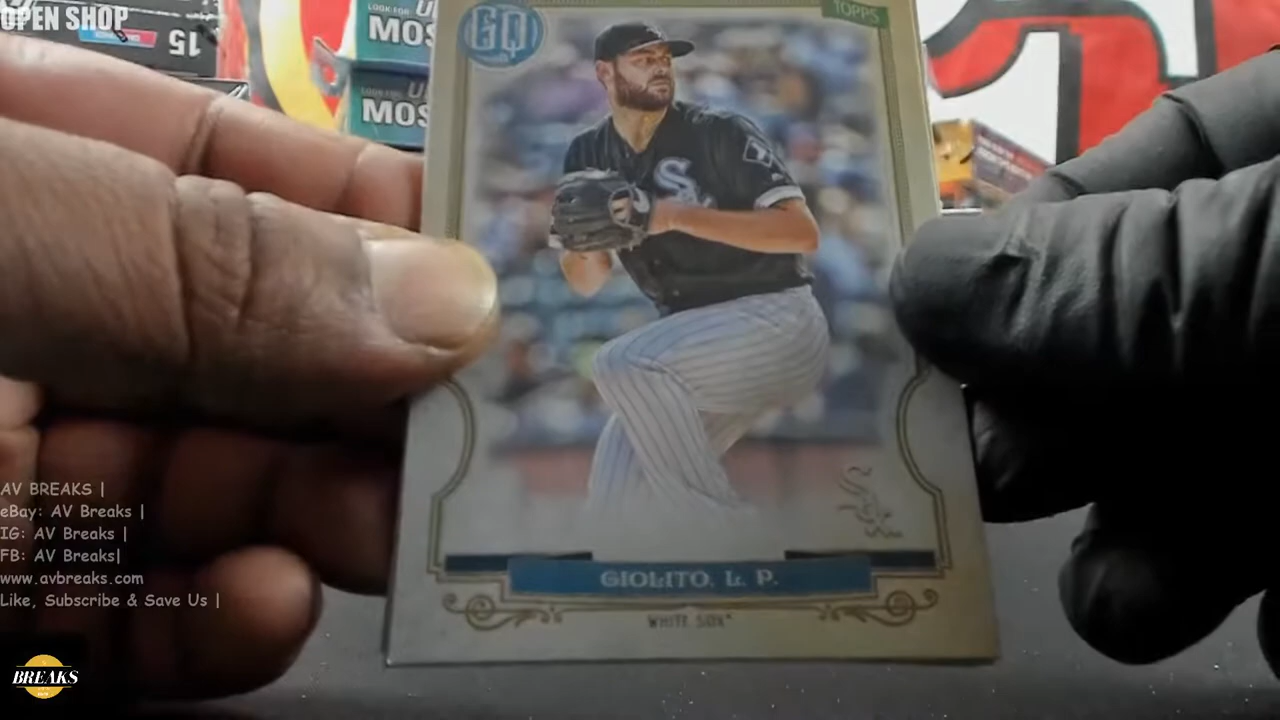 OPEN SHOP
15
LOOK FOR: U
MOS
LOOK FOR: U
MOS
GQ
TOPPS
SOX
GIOLITO. L. P.
WHITE SOX
AV BREAKS |
eBay: AV Breaks |
IG: AV Breaks |
FB: AV Breaks|
www.avbreaks.com
Like, Subscribe & Save Us |
BREAKS